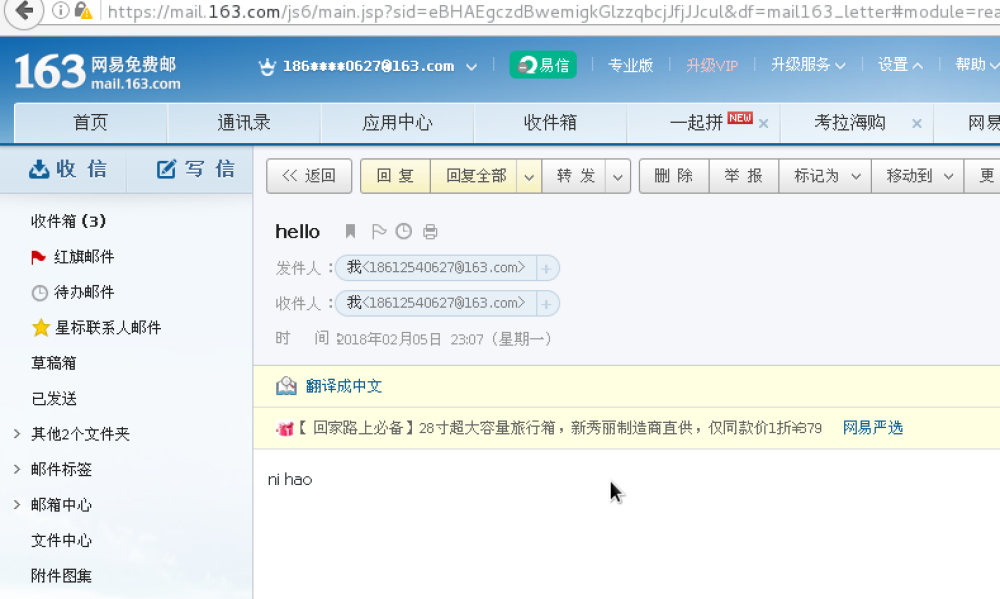 https://mail.163.com/js6/main.jsp?sid=eBHAEgczdBwemigkGlzzqbcjJfjJJcul&df=mail163_letter#module=rea
163 网易免费邮 mail.163.com 186****0627@163.com 易信 专业版 升级VIP 升级服务 设置 帮助
首页 通讯录 应用中心 收件箱 一起拼 NEW × 考拉海购 × 网易
收信 写信 << 返回 回复 回复全部 转发 删除 举报 标记为 移动到 更
收件箱 (3)
红旗邮件
待办邮件
星标联系人邮件
草稿箱
已发送
其他2个文件夹
邮件标签
邮箱中心
文件中心
附件图集
hello
发件人：我<18612540627@163.com> +
收件人：我<18612540627@163.com> +
时 间：2018年02月05日 23:07 (星期一)
翻译成中文
【 回家路上必备】28寸超大容量旅行箱，新秀丽制造商直供，仅同款价1折¥379 网易严选
ni hao